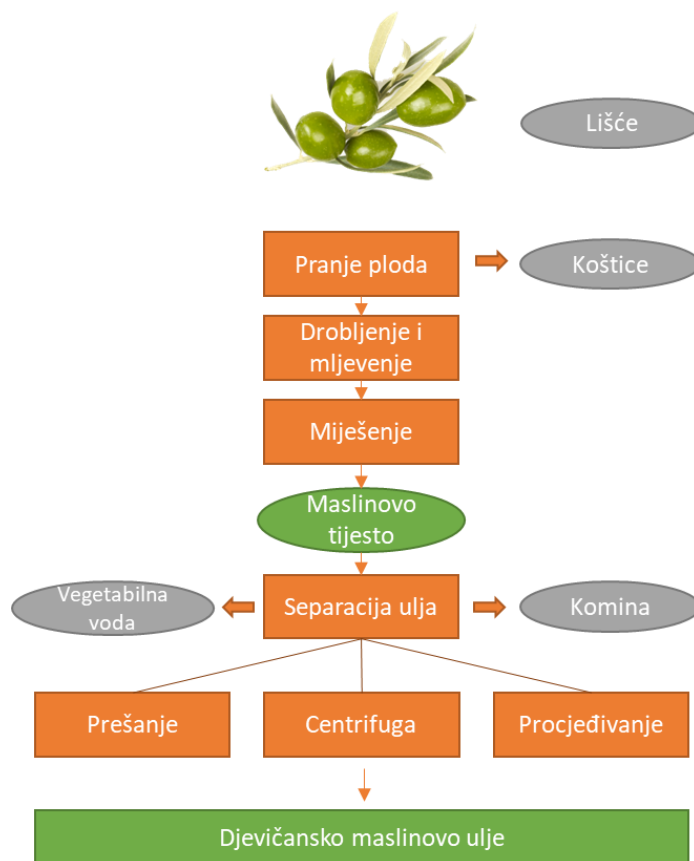 Lišće
Pranje ploda
Koštice
Drobljenje i
mljevenje
Miješenje
Maslinovo
tijesto
Vegetabilna
voda
Separacija ulja
Komina
Prešanje
Centrifuga
Procjeđivanje
Djevičansko maslinovo ulje